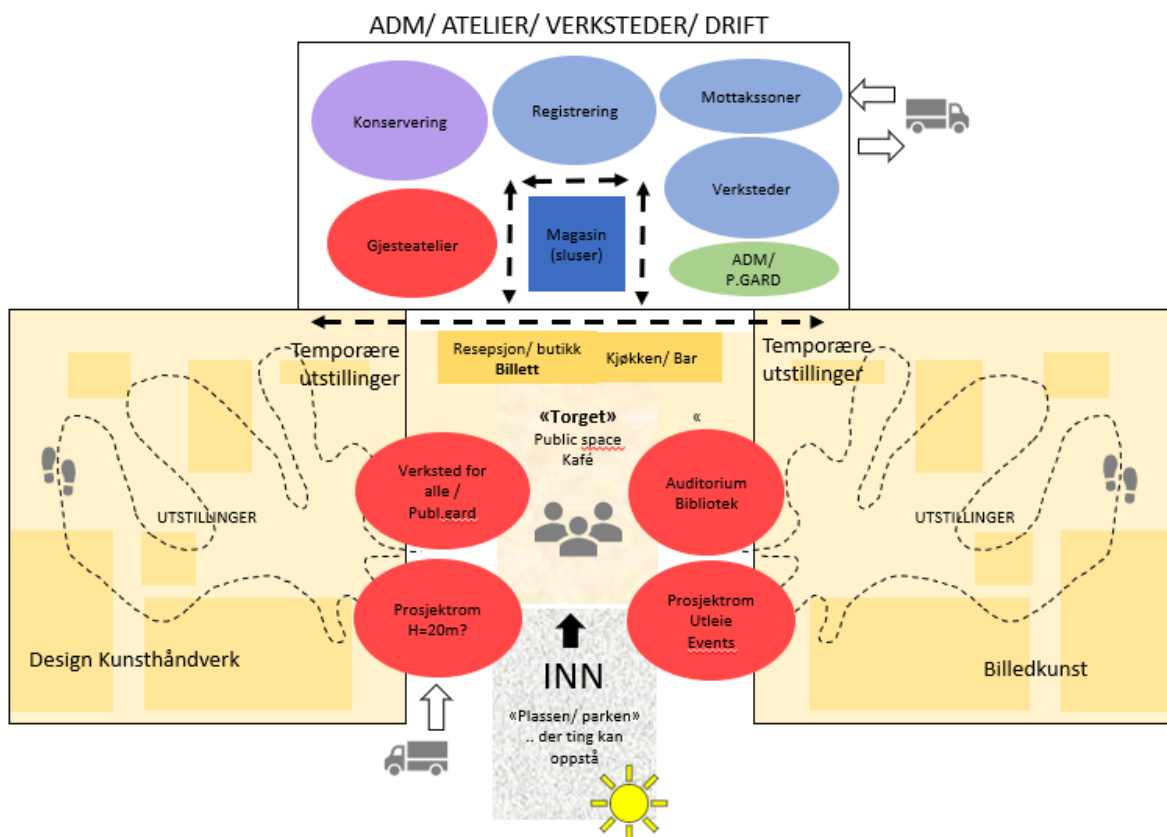 ADM/ ATELIER/ VERKSTEDER/ DRIFT
Konservering
Registrering
Mottakssoner
Verksteder
Gjesteatelier
Magasin
(sluser)
ADM/
P.GARD
Temporære
utstillinger
Resepsjon/ butikk
Billett
Kjøkken/ Bar
Temporære
utstillinger
«Torget»
Public space
Kafé
«
Verksted for
alle /
Publ.gard
Auditorium
Bibliotek
UTSTILLINGER
UTSTILLINGER
Prosjektrom
H=20m?
Prosjektrom
Utleie
Events
Design Kunsthåndverk
INN
Billedkunst
«Plassen/ parken»
.. der ting kan
oppstå